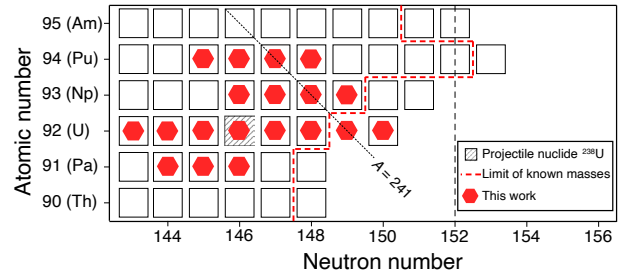 Atomic number
95 (Am)
94 (Pu)
93 (Np)
92 (U)
91 (Pa)
90 (Th)
A = 241
Projectile nuclide ²³⁸U
Limit of known masses
This work
144 146 148 150 152 154 156
Neutron number